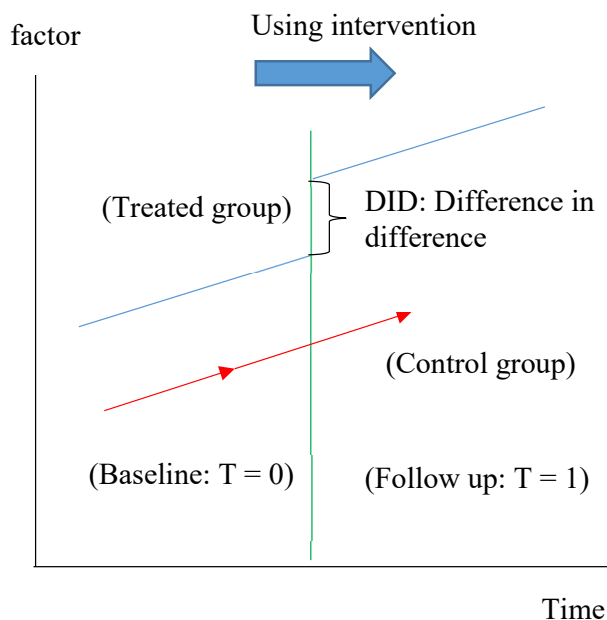 factor
Using intervention
(Treated group)
DID: Difference in
difference
(Control group)
(Baseline: T = 0)
(Follow up: T = 1)
Time